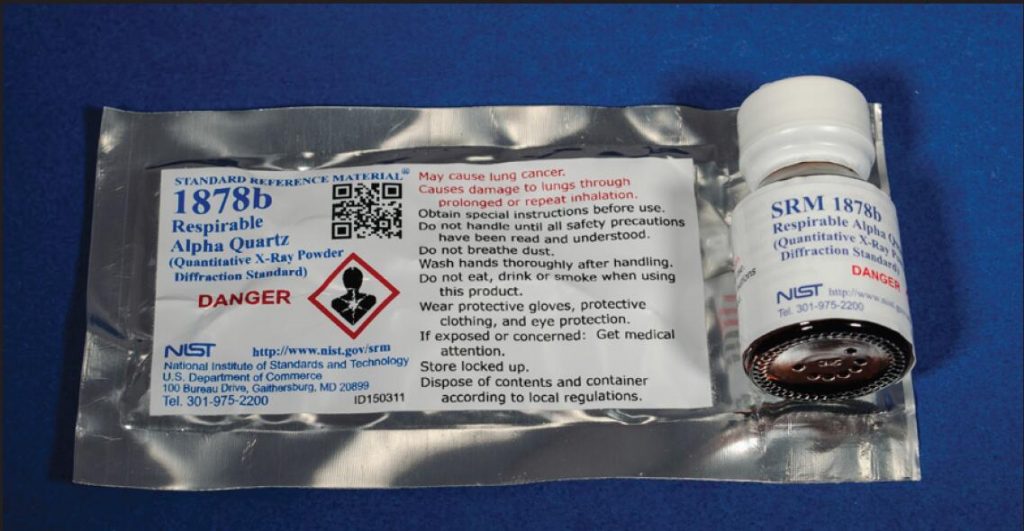 STANDARD REFERENCE MATERIAL®
1878b
Respirable
Alpha Quartz
(Quantitative X-Ray Powder
Diffraction Standard)
DANGER
NIST http://www.nist.gov/srm
National Institute of Standards and Technology
U.S. Department of Commerce
100 Bureau Drive, Gaithersburg, MD 20899
Tel. 301-975-2200 ID150311
May cause lung cancer.
Causes damage to lungs through
prolonged or repeat inhalation.
Obtain special instructions before use.
Do not handle until all safety precautions
have been read and understood.
Do not breathe dust.
Wash hands thoroughly after handling.
Do not eat, drink or smoke when using
this product.
Wear protective gloves, protective
clothing, and eye protection.
If exposed or concerned: Get medical
attention.
Store locked up.
Dispose of contents and container
according to local regulations.
SRM 1878b
Respirable Alpha
(Quantitative X-Ray
Diffraction Standard)
DANGER
NIST http://www.nist
Tel. 301-975-2200